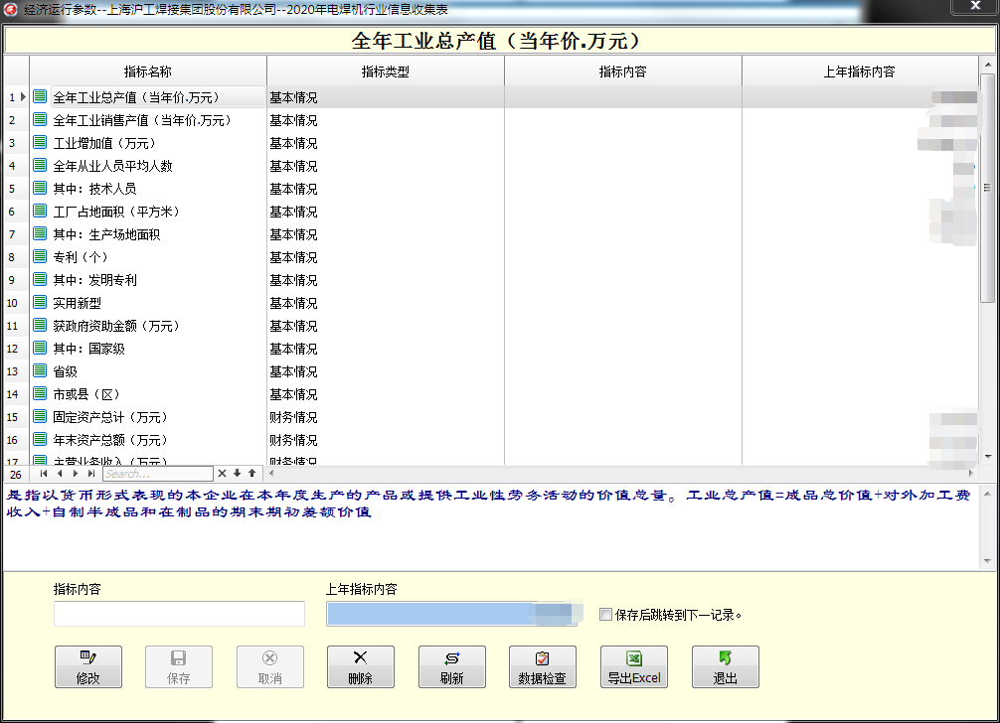 经济运行参数--上海沪工焊接集团股份有限公司--2020年电焊机行业信息收集表
全年工业总产值（当年价.万元）
指标名称 指标类型 指标内容 上年指标内容
1 全年工业总产值（当年价.万元） 基本情况
2 全年工业销售产值（当年价.万元） 基本情况
3 工业增加值（万元） 基本情况
4 全年从业人员平均人数 基本情况
5 其中：技术人员 基本情况
6 工厂占地面积（平方米） 基本情况
7 其中：生产场地面积 基本情况
8 专利（个） 基本情况
9 其中：发明专利 基本情况
10 实用新型 基本情况
11 获政府资助金额（万元） 基本情况
12 其中：国家级 基本情况
13 省级 基本情况
14 市或县（区） 基本情况
15 固定资产总计（万元） 财务情况
16 年末资产总额（万元） 财务情况
17 主营业务收入（万元） 财务情况
26 Search...
是指以货币形式表现的本企业在本年度生产的产品或提供工业性劳务活动的价值总量。工业总产值=成品总价值+对外加工费
收入+自制半成品和在制品的期末期初差额价值
指标内容 上年指标内容
保存后跳转到下一记录。
修改 保存 取消 删除 刷新 数据检查 导出Excel 退出